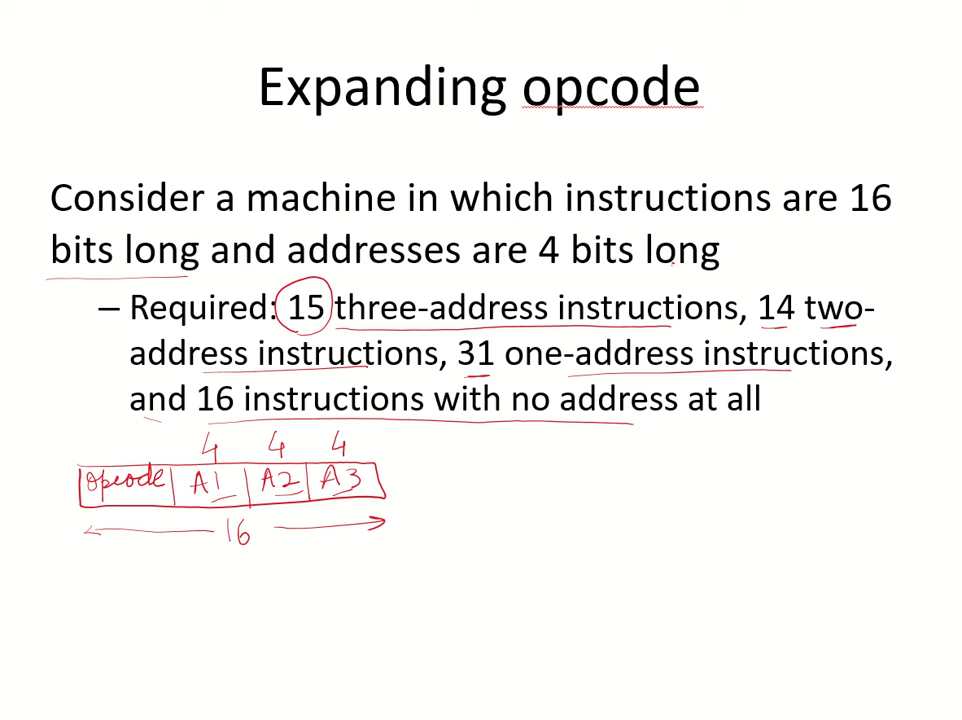 Expanding opcode
Consider a machine in which instructions are 16
bits long and addresses are 4 bits long
– Required: 15 three-address instructions, 14 two-
address instructions, 31 one-address instructions,
and 16 instructions with no address at all
4 4 4
opcode A1 A2 A3
16